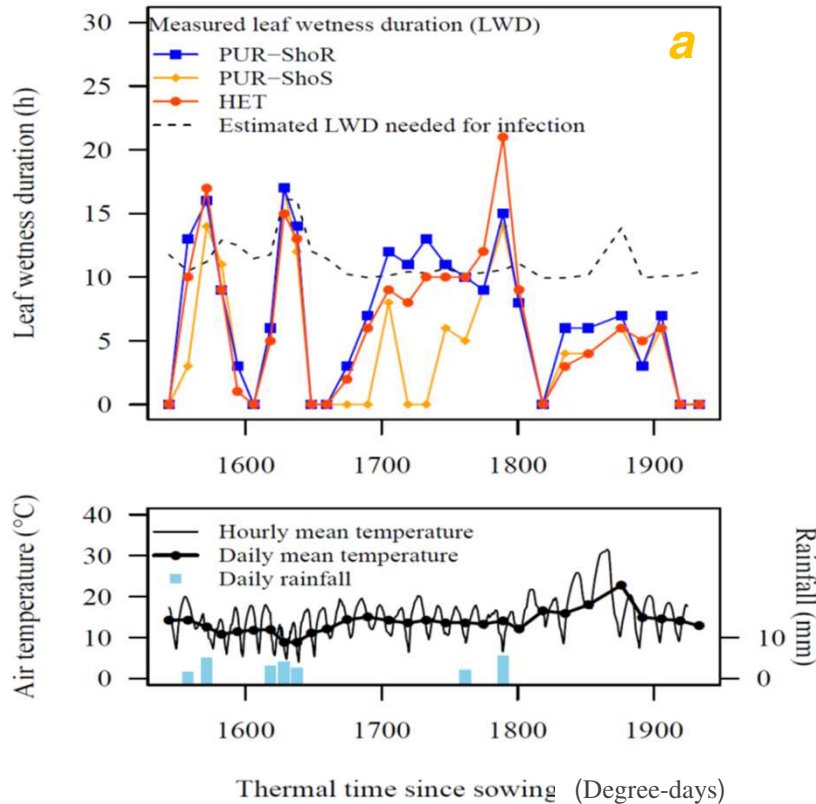 Measured leaf wetness duration (LWD)
a
PUR−ShoR
PUR−ShoS
HET
Estimated LWD needed for infection
Leaf wetness duration (h)
30
25
20
15
10
5
0
1600 1700 1800 1900
Hourly mean temperature
Daily mean temperature
Daily rainfall
Air temperature (°C)
40
30
20
10
0
Rainfall (mm)
10
0
1600 1700 1800 1900
Thermal time since sowing (Degree-days)